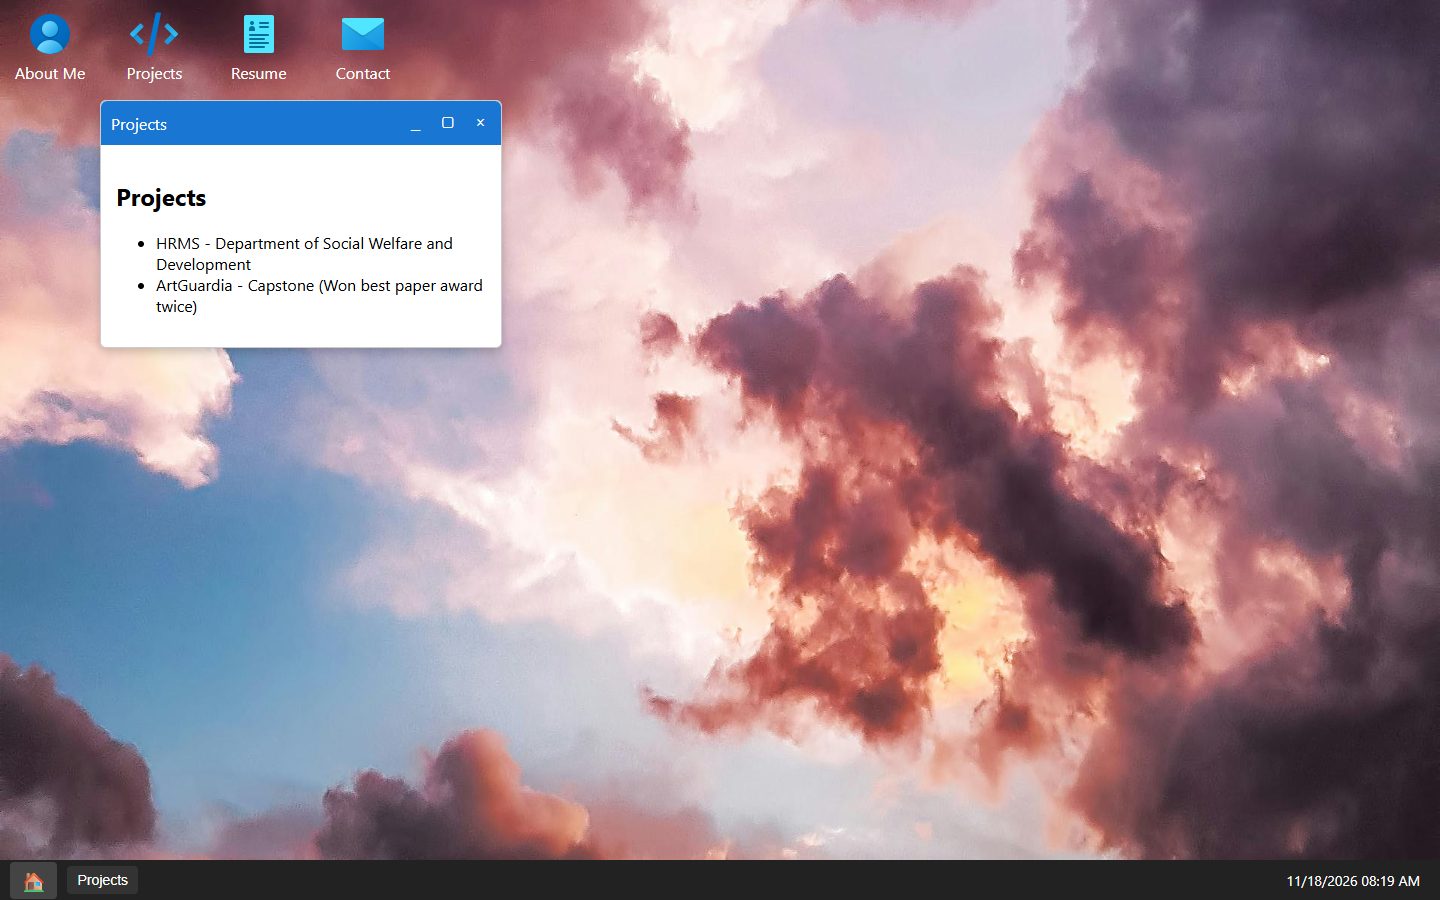 About Me
Projects
Resume
Contact
Projects
Projects
HRMS - Department of Social Welfare and
Development
ArtGuardia - Capstone (Won best paper award
twice)
Projects
11/18/2026 08:19 AM